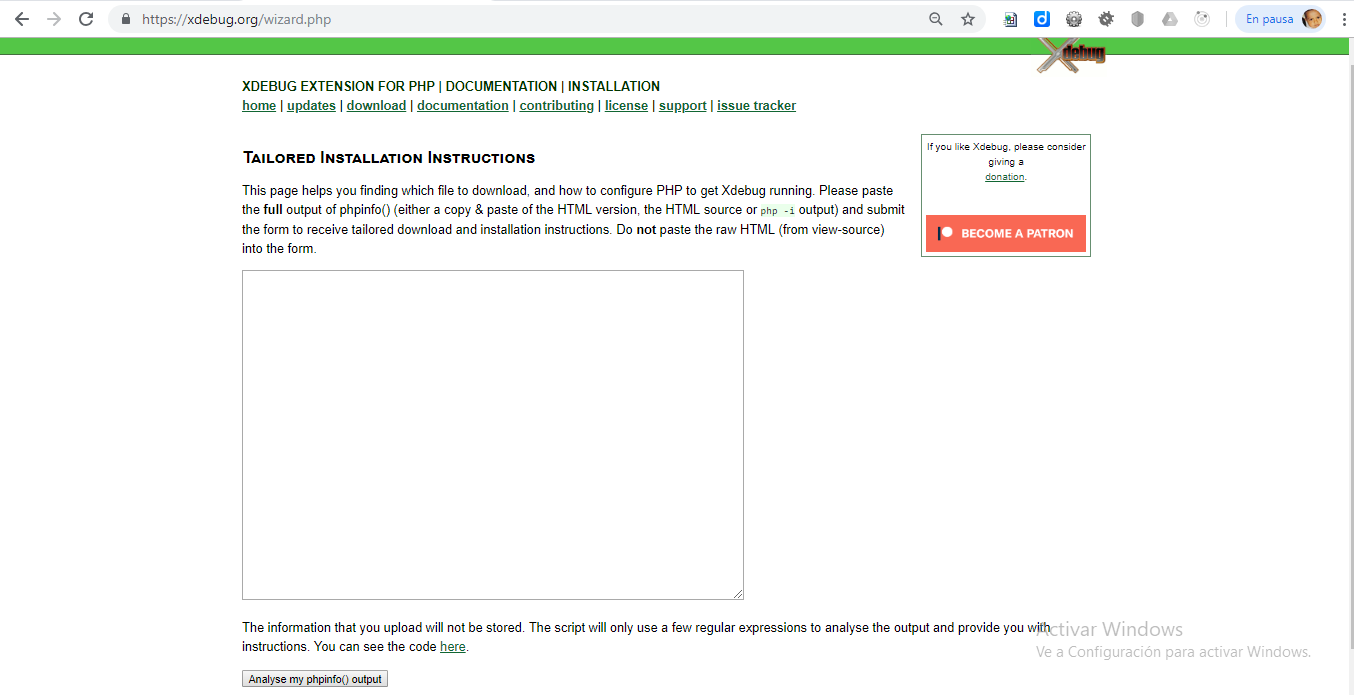 https://xdebug.org/wizard.php
En pausa
Xdebug
XDEBUG EXTENSION FOR PHP | DOCUMENTATION | INSTALLATION
home | updates | download | documentation | contributing | license | support | issue tracker
Tailored Installation Instructions
This page helps you finding which file to download, and how to configure PHP to get Xdebug running. Please paste
the full output of phpinfo() (either a copy & paste of the HTML version, the HTML source or php -i output) and submit
the form to receive tailored download and installation instructions. Do not paste the raw HTML (from view-source)
into the form.
If you like Xdebug, please consider
giving a
donation.
BECOME A PATRON
The information that you upload will not be stored. The script will only use a few regular expressions to analyse the output and provide you with
instructions. You can see the code here.
Analyse my phpinfo() output
Activar Windows
Ve a Configuración para activar Windows.